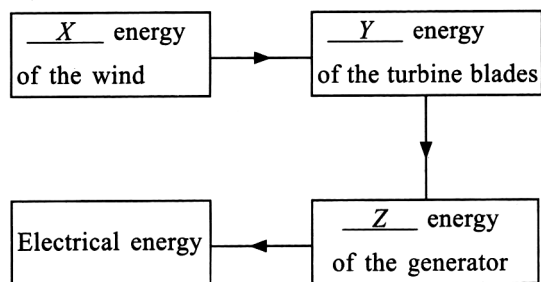 X energy
of the wind
Y energy
of the turbine blades
Electrical energy
Z energy
of the generator